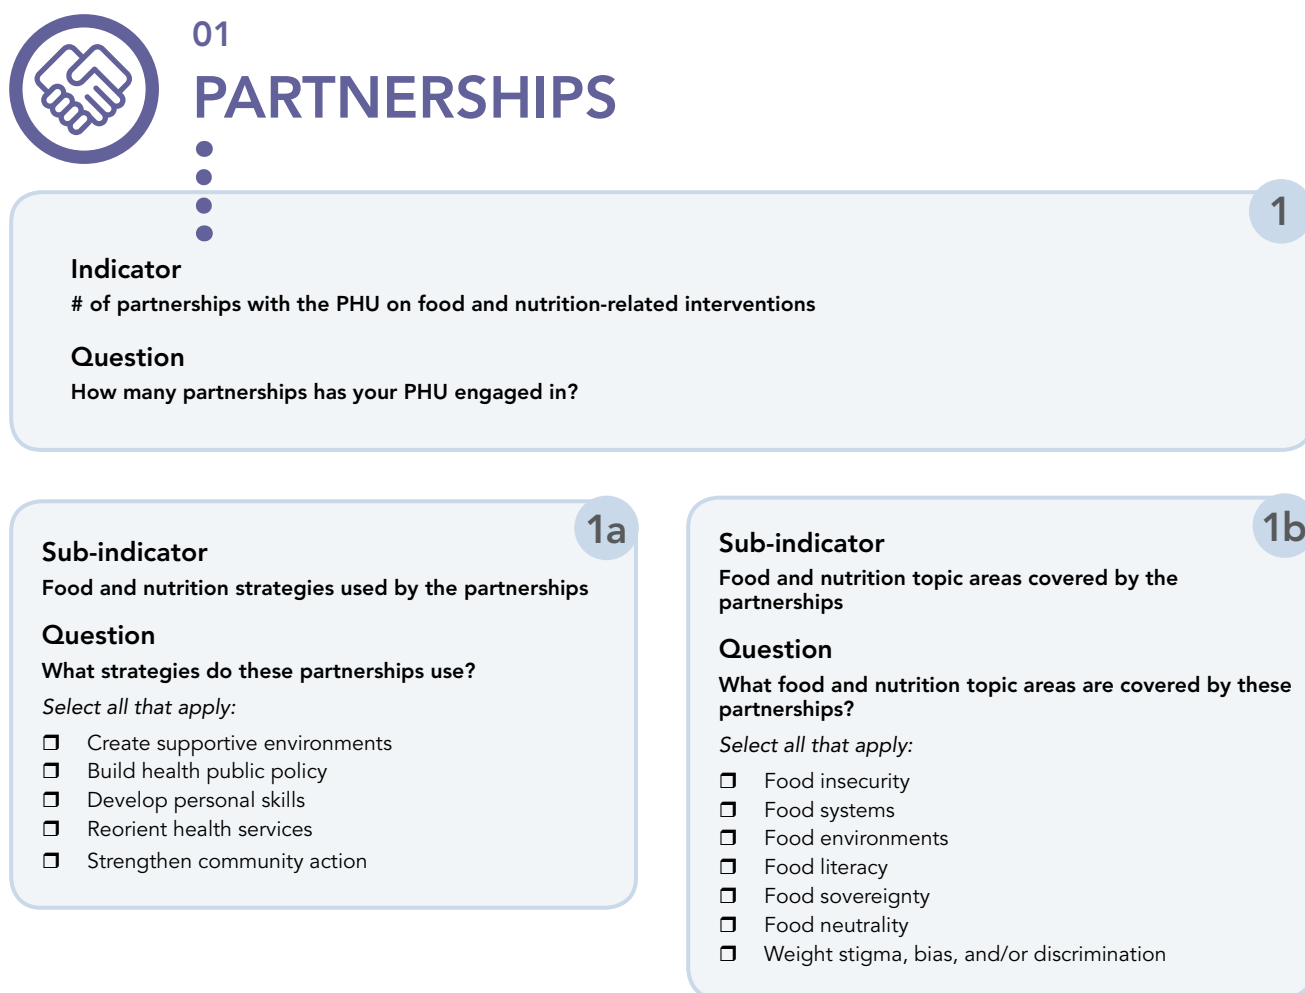 01
PARTNERSHIPS
1
Indicator
# of partnerships with the PHU on food and nutrition-related interventions
Question
How many partnerships has your PHU engaged in?
1a
Sub-indicator
Food and nutrition strategies used by the partnerships
Question
What strategies do these partnerships use?
Select all that apply:
Create supportive environments
Build health public policy
Develop personal skills
Reorient health services
Strengthen community action
1b
Sub-indicator
Food and nutrition topic areas covered by the
partnerships
Question
What food and nutrition topic areas are covered by these
partnerships?
Select all that apply:
Food insecurity
Food systems
Food environments
Food literacy
Food sovereignty
Food neutrality
Weight stigma, bias, and/or discrimination